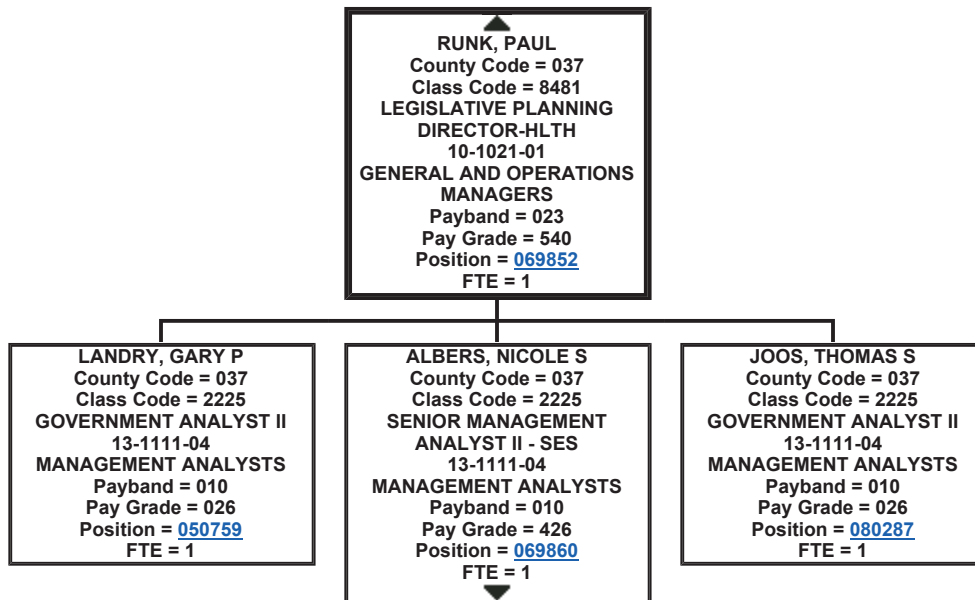 RUNK, PAUL
County Code = 037
Class Code = 8481
LEGISLATIVE PLANNING
DIRECTOR-HLTH
10-1021-01
GENERAL AND OPERATIONS
MANAGERS
Payband = 023
Pay Grade = 540
Position = 069852
FTE = 1
LANDRY, GARY P
County Code = 037
Class Code = 2225
GOVERNMENT ANALYST II
13-1111-04
MANAGEMENT ANALYSTS
Payband = 010
Pay Grade = 026
Position = 050759
FTE = 1
ALBERS, NICOLE S
County Code = 037
Class Code = 2225
SENIOR MANAGEMENT
ANALYST II - SES
13-1111-04
MANAGEMENT ANALYSTS
Payband = 010
Pay Grade = 426
Position = 069860
FTE = 1
JOOS, THOMAS S
County Code = 037
Class Code = 2225
GOVERNMENT ANALYST II
13-1111-04
MANAGEMENT ANALYSTS
Payband = 010
Pay Grade = 026
Position = 080287
FTE = 1